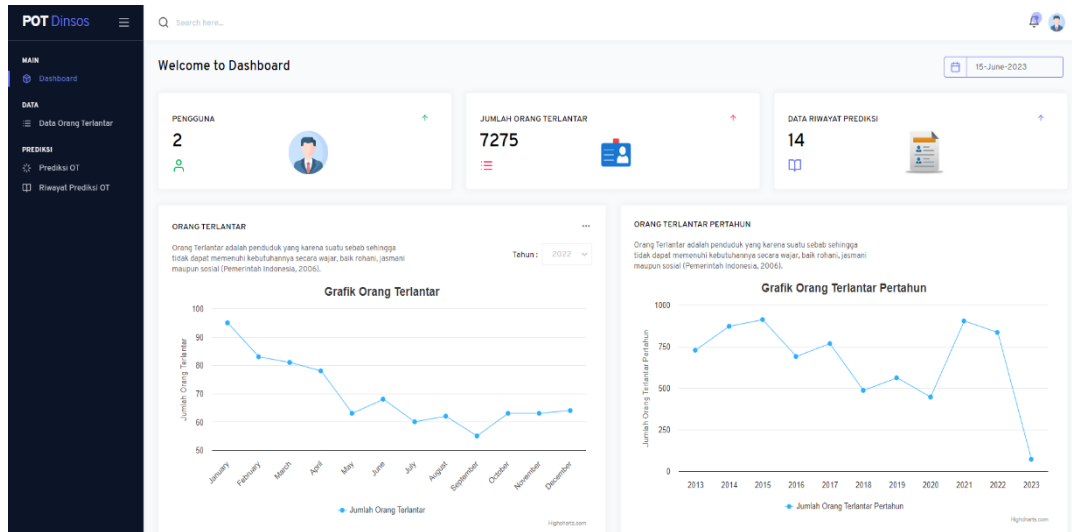 POT Dinsos
Search here...
MAIN
Dashboard
DATA
Data Orang Terlantar
PREDIKSI
Prediksi OT
Riwayat Prediksi OT
Welcome to Dashboard
15-June-2023
PENGGUNA
2
JUMLAH ORANG TERLANTAR
7275
DATA RIWAYAT PREDIKSI
14
ORANG TERLANTAR
Orang Terlantar adalah penduduk yang karena suatu sebab sehingga
tidak dapat memenuhi kebutuhannya secara wajar, baik rohani, jasmani
maupun sosial (Pemerintah Indonesia, 2006).
Tahun :
2022
Grafik Orang Terlantar
Jumlah Orang Terlantar
100
90
80
70
60
50
January
February
March
April
May
June
July
August
September
October
November
December
Jumlah Orang Terlantar
Highcharts.com
ORANG TERLANTAR PERTAHUN
Orang Terlantar adalah penduduk yang karena suatu sebab sehingga
tidak dapat memenuhi kebutuhannya secara wajar, baik rohani, jasmani
maupun sosial (Pemerintah Indonesia, 2006).
Grafik Orang Terlantar Pertahun
Jumlah Orang Terlantar Pertahun
1000
750
500
250
0
2013 2014 2015 2016 2017 2018 2019 2020 2021 2022 2023
Jumlah Orang Terlantar Pertahun
Highcharts.com